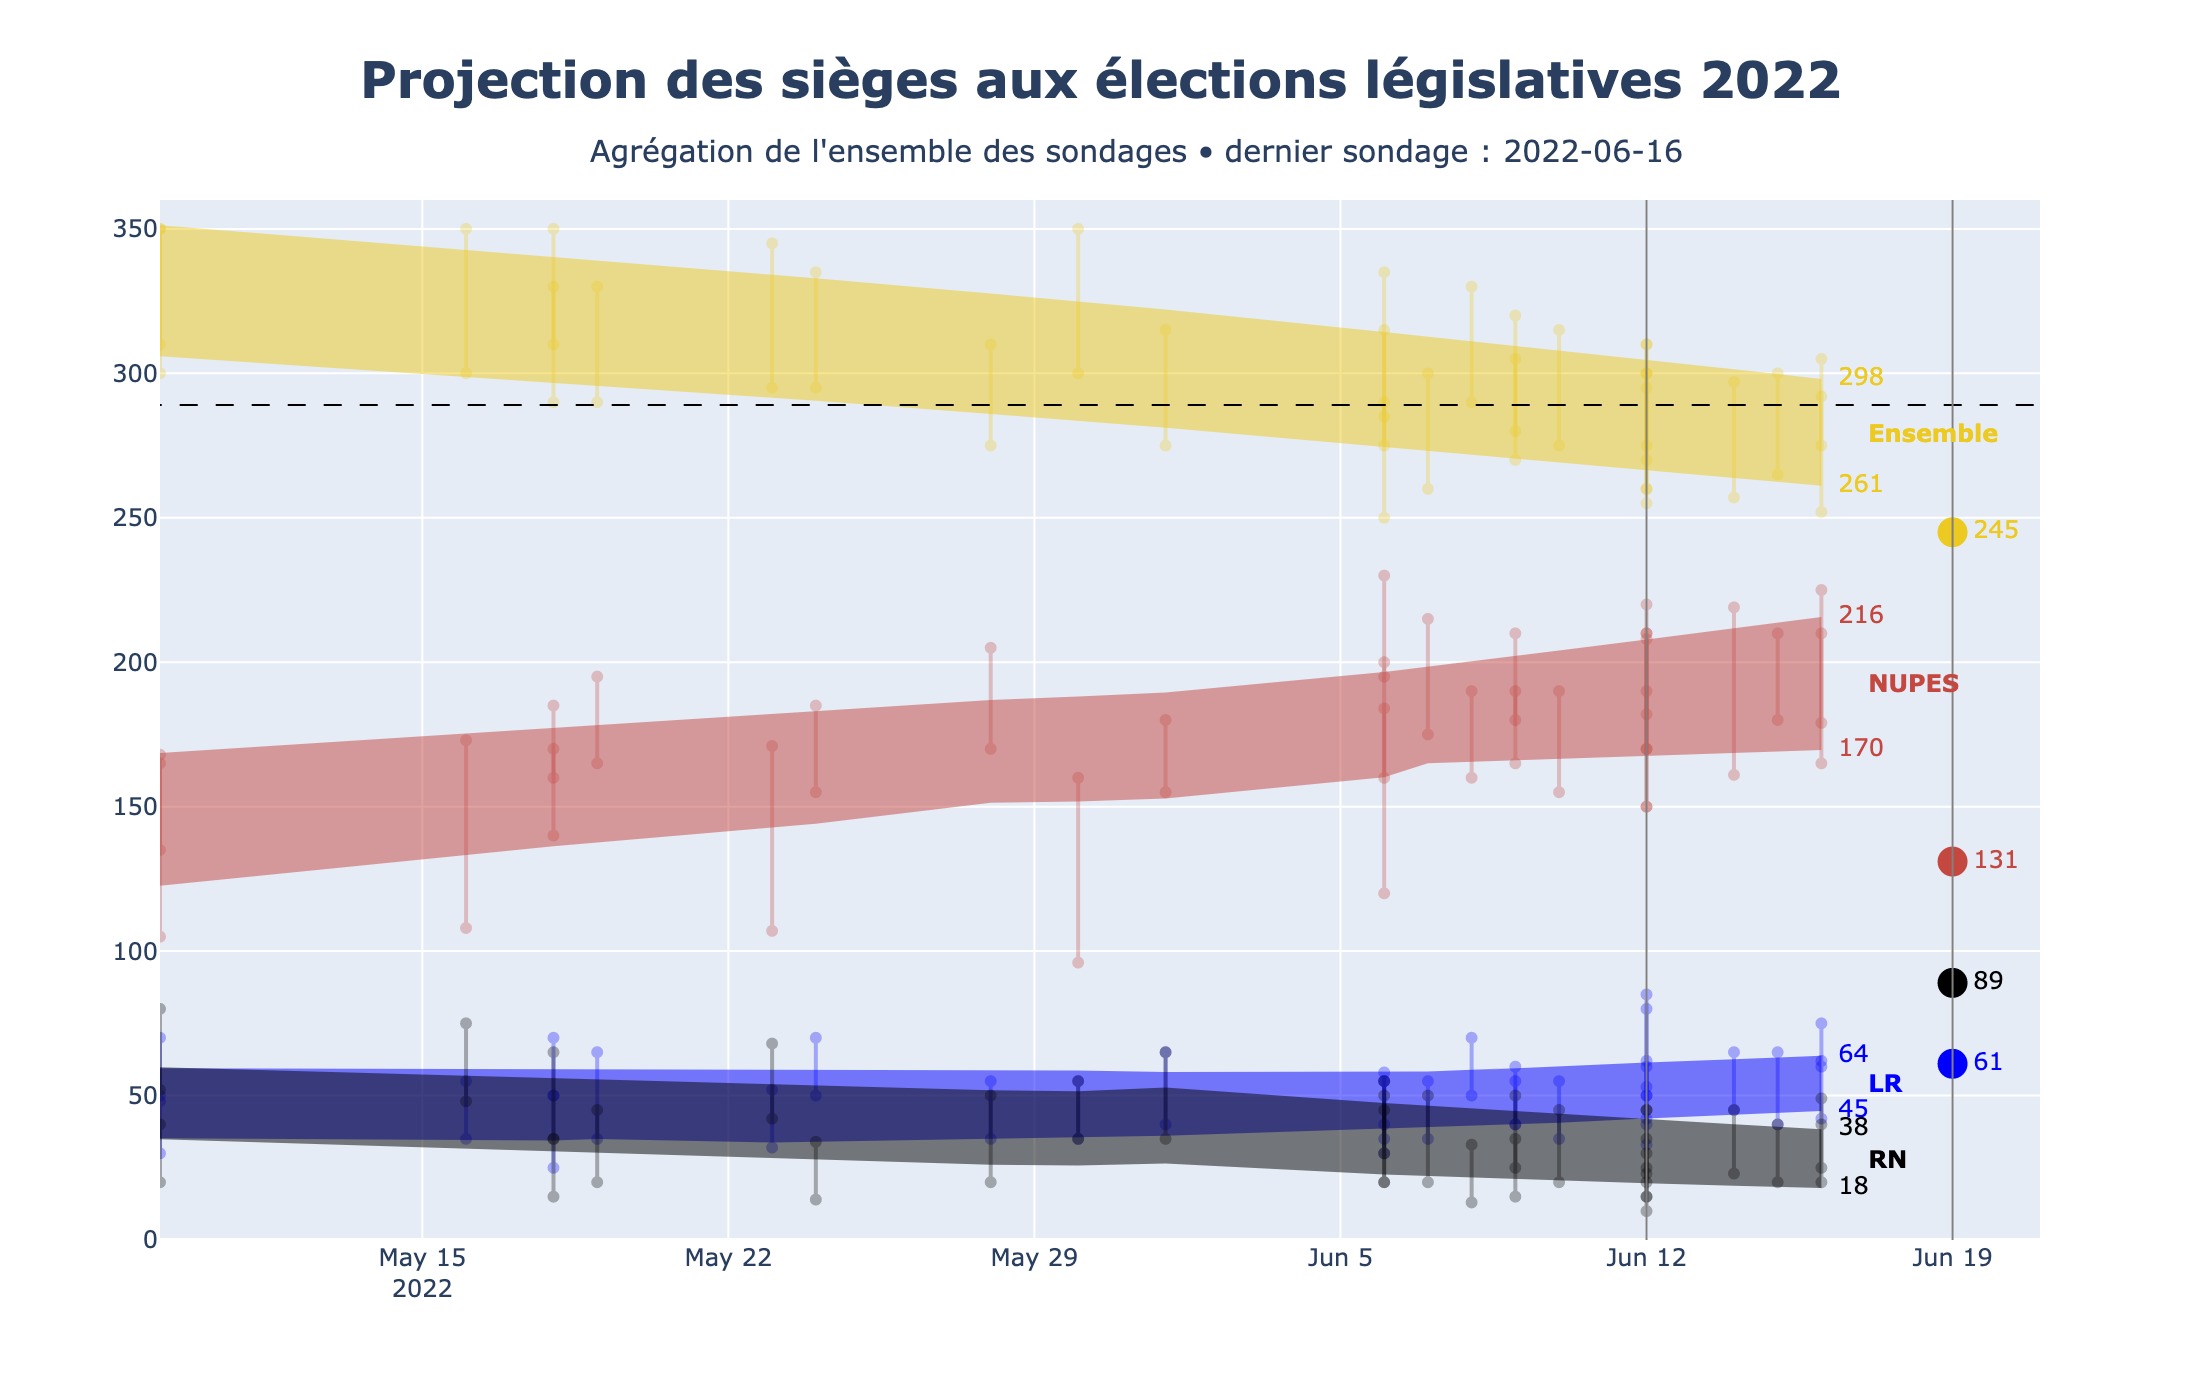 Projection des sièges aux élections législatives 2022
Agrégation de l'ensemble des sondages • dernier sondage : 2022-06-16
350
300
250
200
150
100
50
0
298
Ensemble
261
245
216
NUPES
170
131
89
64
61
LR
45
38
RN
18
May 15
2022
May 22
May 29
Jun 5
Jun 12
Jun 19